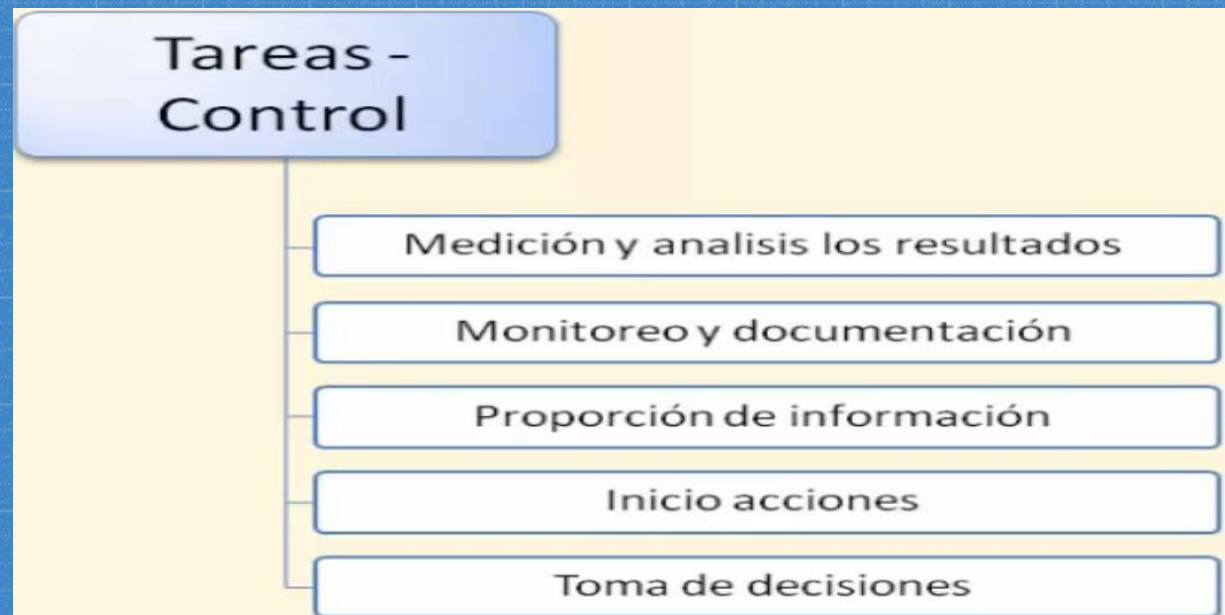 Tareas -
Control
Medición y analisis los resultados
Monitoreo y documentación
Proporción de información
Inicio acciones
Toma de decisiones